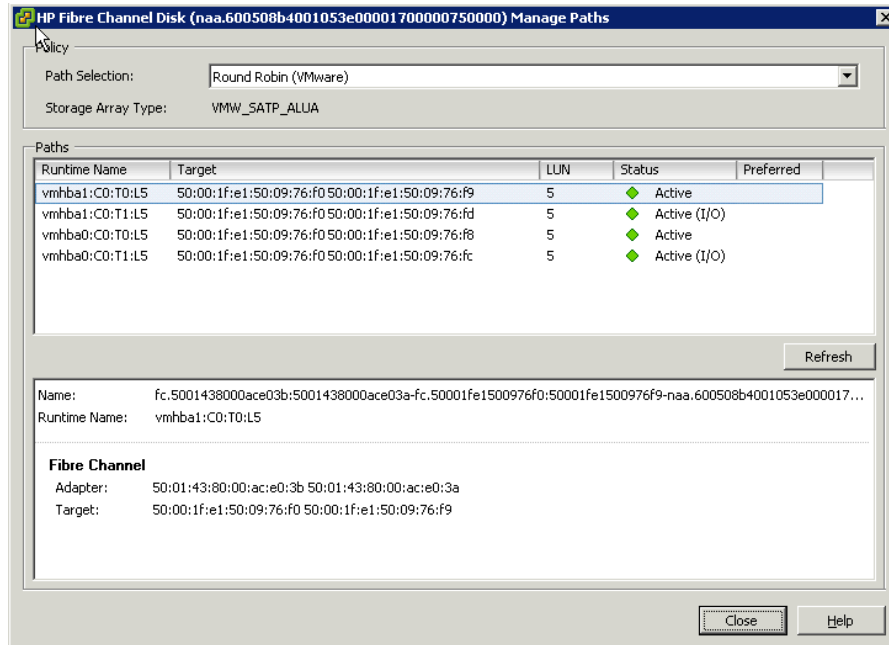 HP Fibre Channel Disk (naa.600508b4001053e00001700000750000) Manage Paths
Policy
Path Selection: Round Robin (VMware)
Storage Array Type: VMW_SATP_ALUA
Paths
Runtime Name Target LUN Status Preferred
vmhba1:C0:T0:L5 50:00:1f:e1:50:09:76:f0 50:00:1f:e1:50:09:76:f9 5 Active
vmhba1:C0:T1:L5 50:00:1f:e1:50:09:76:f0 50:00:1f:e1:50:09:76:fd 5 Active (I/O)
vmhba0:C0:T0:L5 50:00:1f:e1:50:09:76:f0 50:00:1f:e1:50:09:76:f8 5 Active
vmhba0:C0:T1:L5 50:00:1f:e1:50:09:76:f0 50:00:1f:e1:50:09:76:fc 5 Active (I/O)
Refresh
Name: fc.5001438000ace03b:5001438000ace03a-fc.50001fe1500976f0:50001fe1500976f9-naa.600508b4001053e000017...
Runtime Name: vmhba1:C0:T0:L5
Fibre Channel
Adapter: 50:01:43:80:00:ac:e0:3b 50:01:43:80:00:ac:e0:3a
Target: 50:00:1f:e1:50:09:76:f0 50:00:1f:e1:50:09:76:f9
Close Help